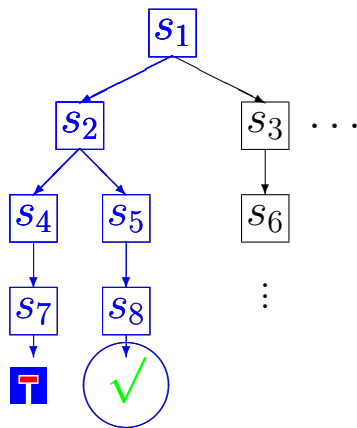 s₁
s₂ s₃ ...
s₄ s₅ s₆
s₇ s₈ ⋮
√